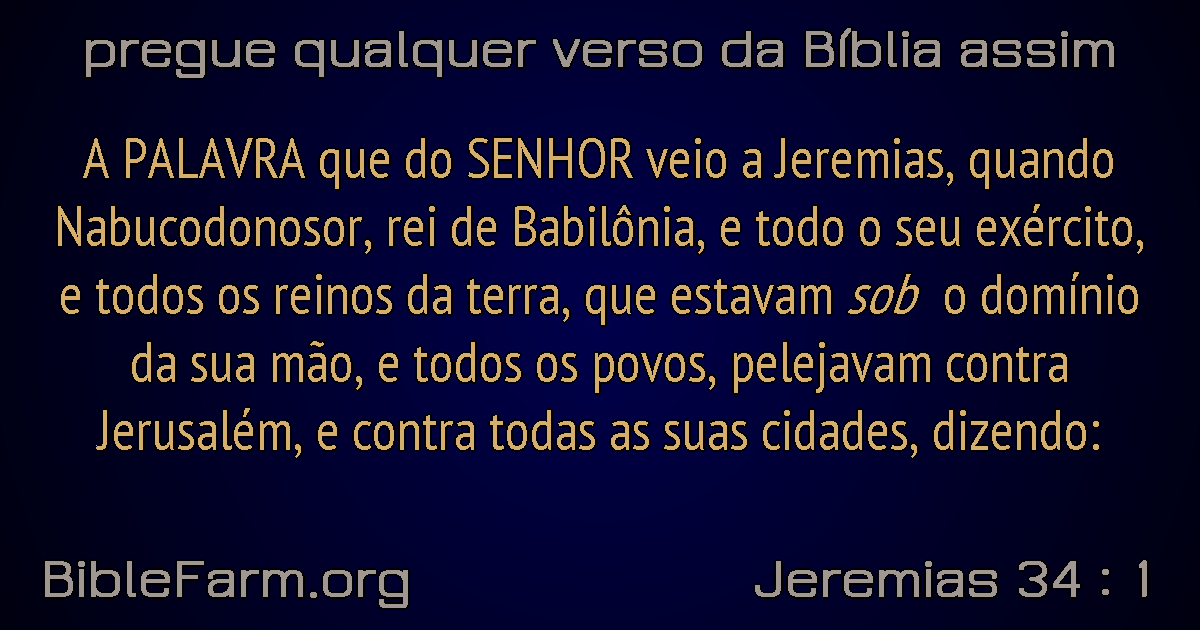 pregue qualquer verso da Bíblia assim
A PALAVRA que do SENHOR veio a Jeremias, quando
Nabucodonosor, rei de Babilônia, e todo o seu exército,
e todos os reinos da terra, que estavam sob o domínio
da sua mão, e todos os povos, pelejavam contra
Jerusalém, e contra todas as suas cidades, dizendo:
BibleFarm.org
Jeremias 34 : 1